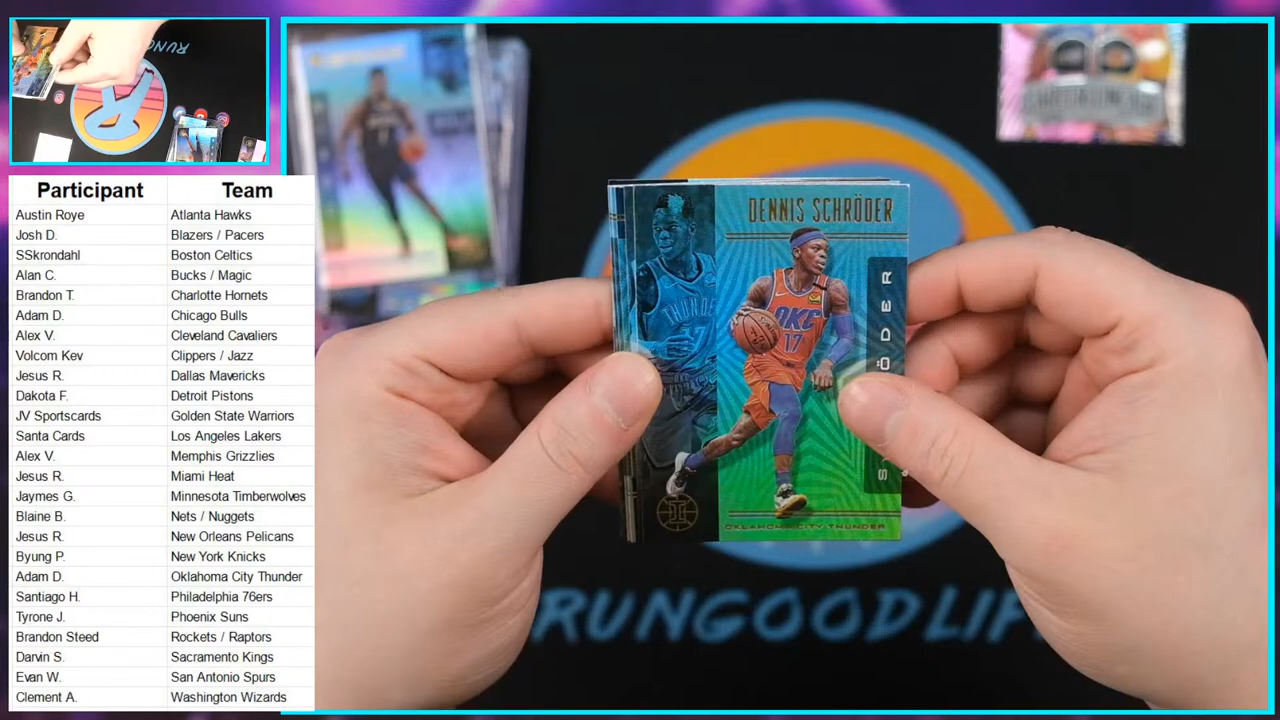 Participant Team
Austin Roye Atlanta Hawks
Josh D. Blazers / Pacers
SSkrondahl Boston Celtics
Alan C. Bucks / Magic
Brandon T. Charlotte Hornets
Adam D. Chicago Bulls
Alex V. Cleveland Cavaliers
Volcom Kev Clippers / Jazz
Jesus R. Dallas Mavericks
Dakota F. Detroit Pistons
JV Sportscards Golden State Warriors
Santa Cards Los Angeles Lakers
Alex V. Memphis Grizzlies
Jesus R. Miami Heat
Jaymes G. Minnesota Timberwolves
Blaine B. Nets / Nuggets
Jesus R. New Orleans Pelicans
Byung P. New York Knicks
Adam D. Oklahoma City Thunder
Santiago H. Philadelphia 76ers
Tyrone J. Phoenix Suns
Brandon Steed Rockets / Raptors
Darvin S. Sacramento Kings
Evan W. San Antonio Spurs
Clement A. Washington Wizards
DENNIS SCHRÖDER
THUNDER
17
OKC
17
ÖDER
OKLAHOMA CITY THUNDER
RUNGOODLIF